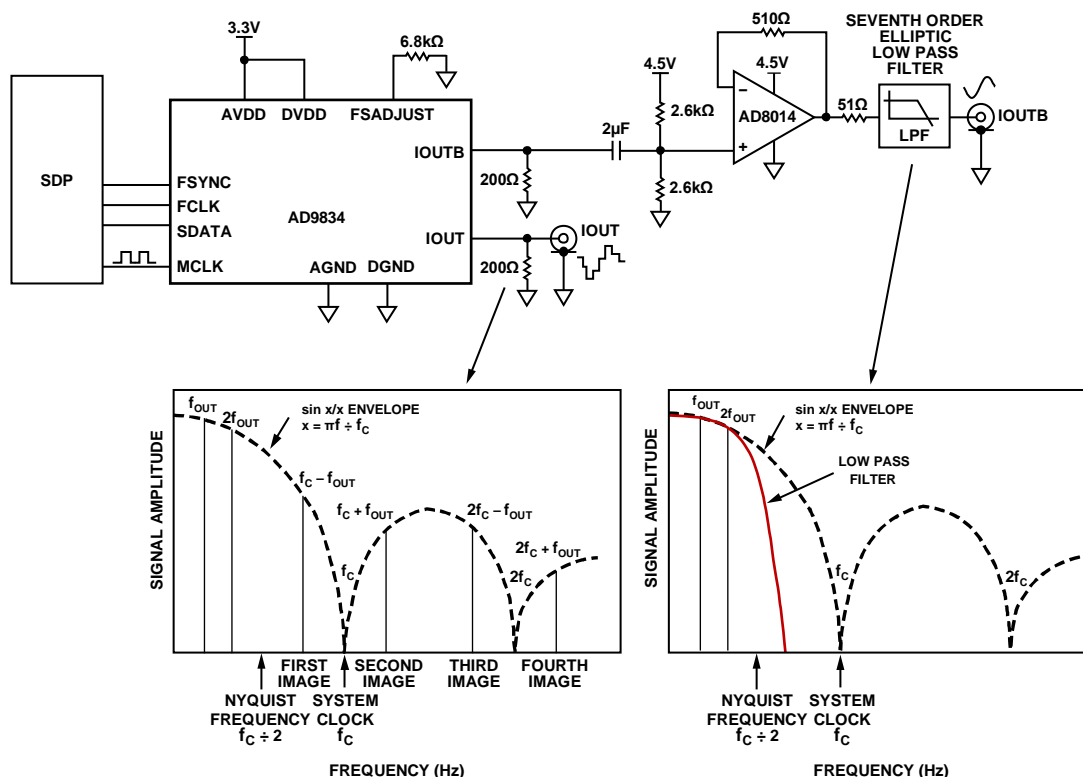 3.3V
6.8kΩ
AVDD
DVDD
FSADJUST
SDP
FSYNC
FCLK
SDATA
MCLK
AD9834
IOUTB
IOUT
AGND
DGND
200Ω
200Ω
IOUT
2µF
4.5V
2.6kΩ
2.6kΩ
510Ω
4.5V
–
AD8014
+
51Ω
SEVENTH ORDER
ELLIPTIC
LOW PASS
FILTER
LPF
IOUTB
SIGNAL AMPLITUDE
fOUT
2fOUT
sin x/x ENVELOPE
x = πf ÷ fC
fC – fOUT
fC
fC + fOUT
2fC – fOUT
2fC
2fC + fOUT
FIRST
IMAGE
SECOND
IMAGE
THIRD
IMAGE
FOURTH
IMAGE
NYQUIST
FREQUENCY
fC ÷ 2
SYSTEM
CLOCK
fC
FREQUENCY (Hz)
SIGNAL AMPLITUDE
fOUT
2fOUT
sin x/x ENVELOPE
x = πf ÷ fC
LOW PASS
FILTER
fC
2fC
NYQUIST
FREQUENCY
fC ÷ 2
SYSTEM
CLOCK
fC
FREQUENCY (Hz)